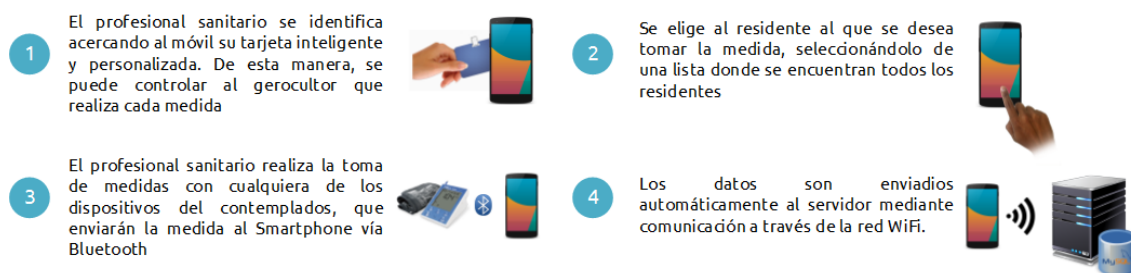 1
El profesional sanitario se identifica
acercando al móvil su tarjeta inteligente
y personalizada. De esta manera, se
puede controlar al gerocultor que
realiza cada medida
2
Se elige al residente al que se desea
tomar la medida, seleccionándolo de
una lista donde se encuentran todos los
residentes
3
El profesional sanitario realiza la toma
de medidas con cualquiera de los
dispositivos del contemplados, que
enviarán la medida al Smartphone vía
Bluetooth
4
Los datos son enviadios
automáticamente al servidor mediante
comunicación a través de la red WiFi.